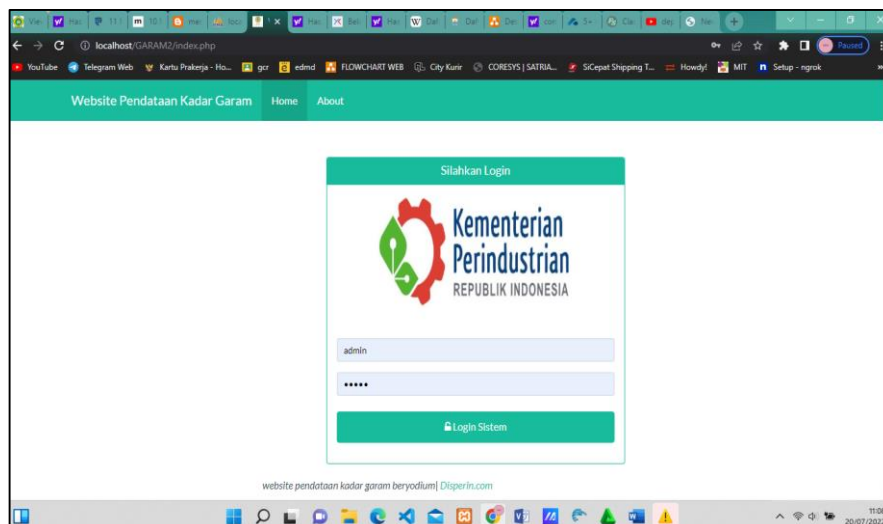 localhost/GARAM2/index.php
Paused
YouTube Telegram Web Kartu Prakerja - Ho... gcr edmd FLOWCHART WEB City Kurir CORESYS | SATRIA... SiCepat Shipping T... Howdy! MIT Setup - ngrok
Website Pendataan Kadar Garam Home About
Silahkan Login
Kementerian
Perindustrian
REPUBLIK INDONESIA
admin
Login Sistem
website pendataan kadar garam beryodium| Disperin.com